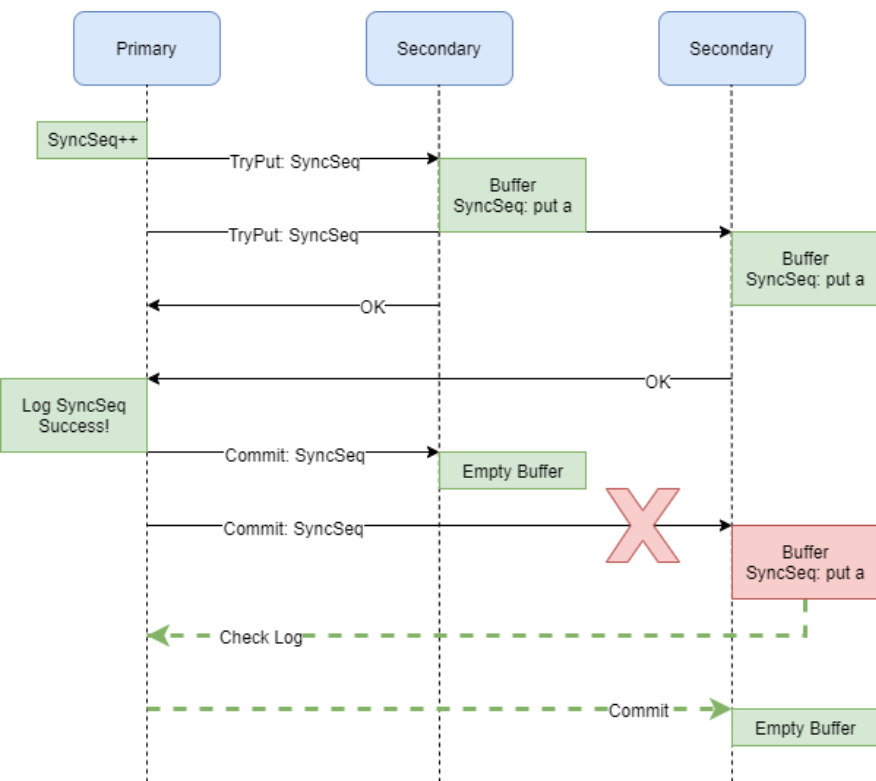 Primary
Secondary
Secondary
SyncSeq++
TryPut: SyncSeq
Buffer
SyncSeq: put a
TryPut: SyncSeq
Buffer
SyncSeq: put a
OK
OK
Log SyncSeq
Success!
Commit: SyncSeq
Empty Buffer
Commit: SyncSeq
Buffer
SyncSeq: put a
Check Log
Commit
Empty Buffer